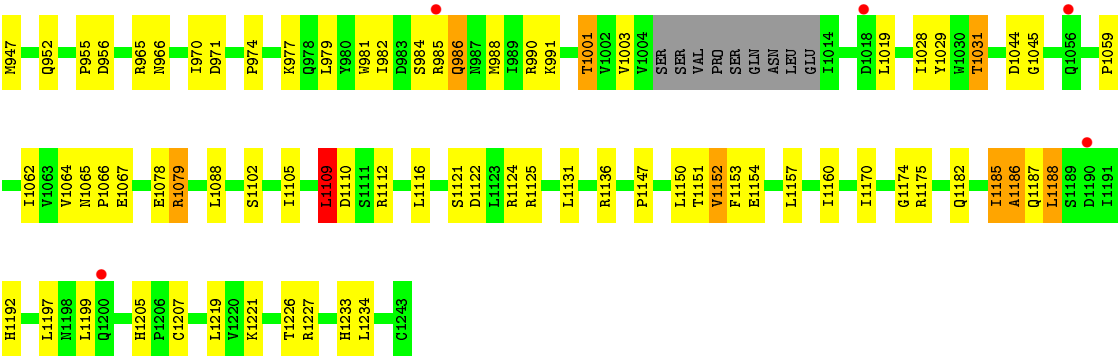 M947 Q952 P955 D956 R965 N966 I970 D971 P974 K977 Q978 L979 Y980 W981 I982 D983 S984 R985 Q986 N987 M988 I989 R990 K991 T1001 V1002 V1003 V1004 SER SER VAL PRO SER GLN ASN LEU GLU I1014 D1018 L1019 I1028 Y1029 W1030 T1031 D1044 G1045 Q1056 P1059
I1062 V1063 V1064 N1065 P1066 E1067 E1078 R1079 L1088 S1102 I1105 L1109 D1110 S1111 R1112 L1116 S1121 D1122 L1123 R1124 R1125 L1131 R1136 P1147 L1150 T1151 V1152 F1153 E1154 L1157 I1160 I1170 G1174 R1175 Q1182 I1185 A1186 Q1187 L1188 S1189 D1190 I1191
H1192 L1197 N1198 L1199 Q1200 H1205 P1206 C1207 L1219 V1220 K1221 T1226 R1227 H1233 L1234 C1243